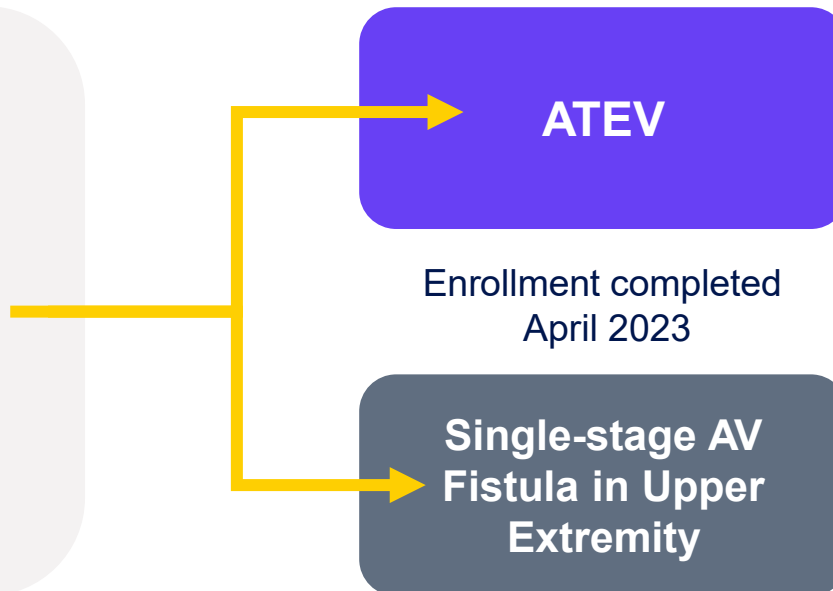 ATEV
Enrollment completed
April 2023
Single-stage AV
Fistula in Upper
Extremity